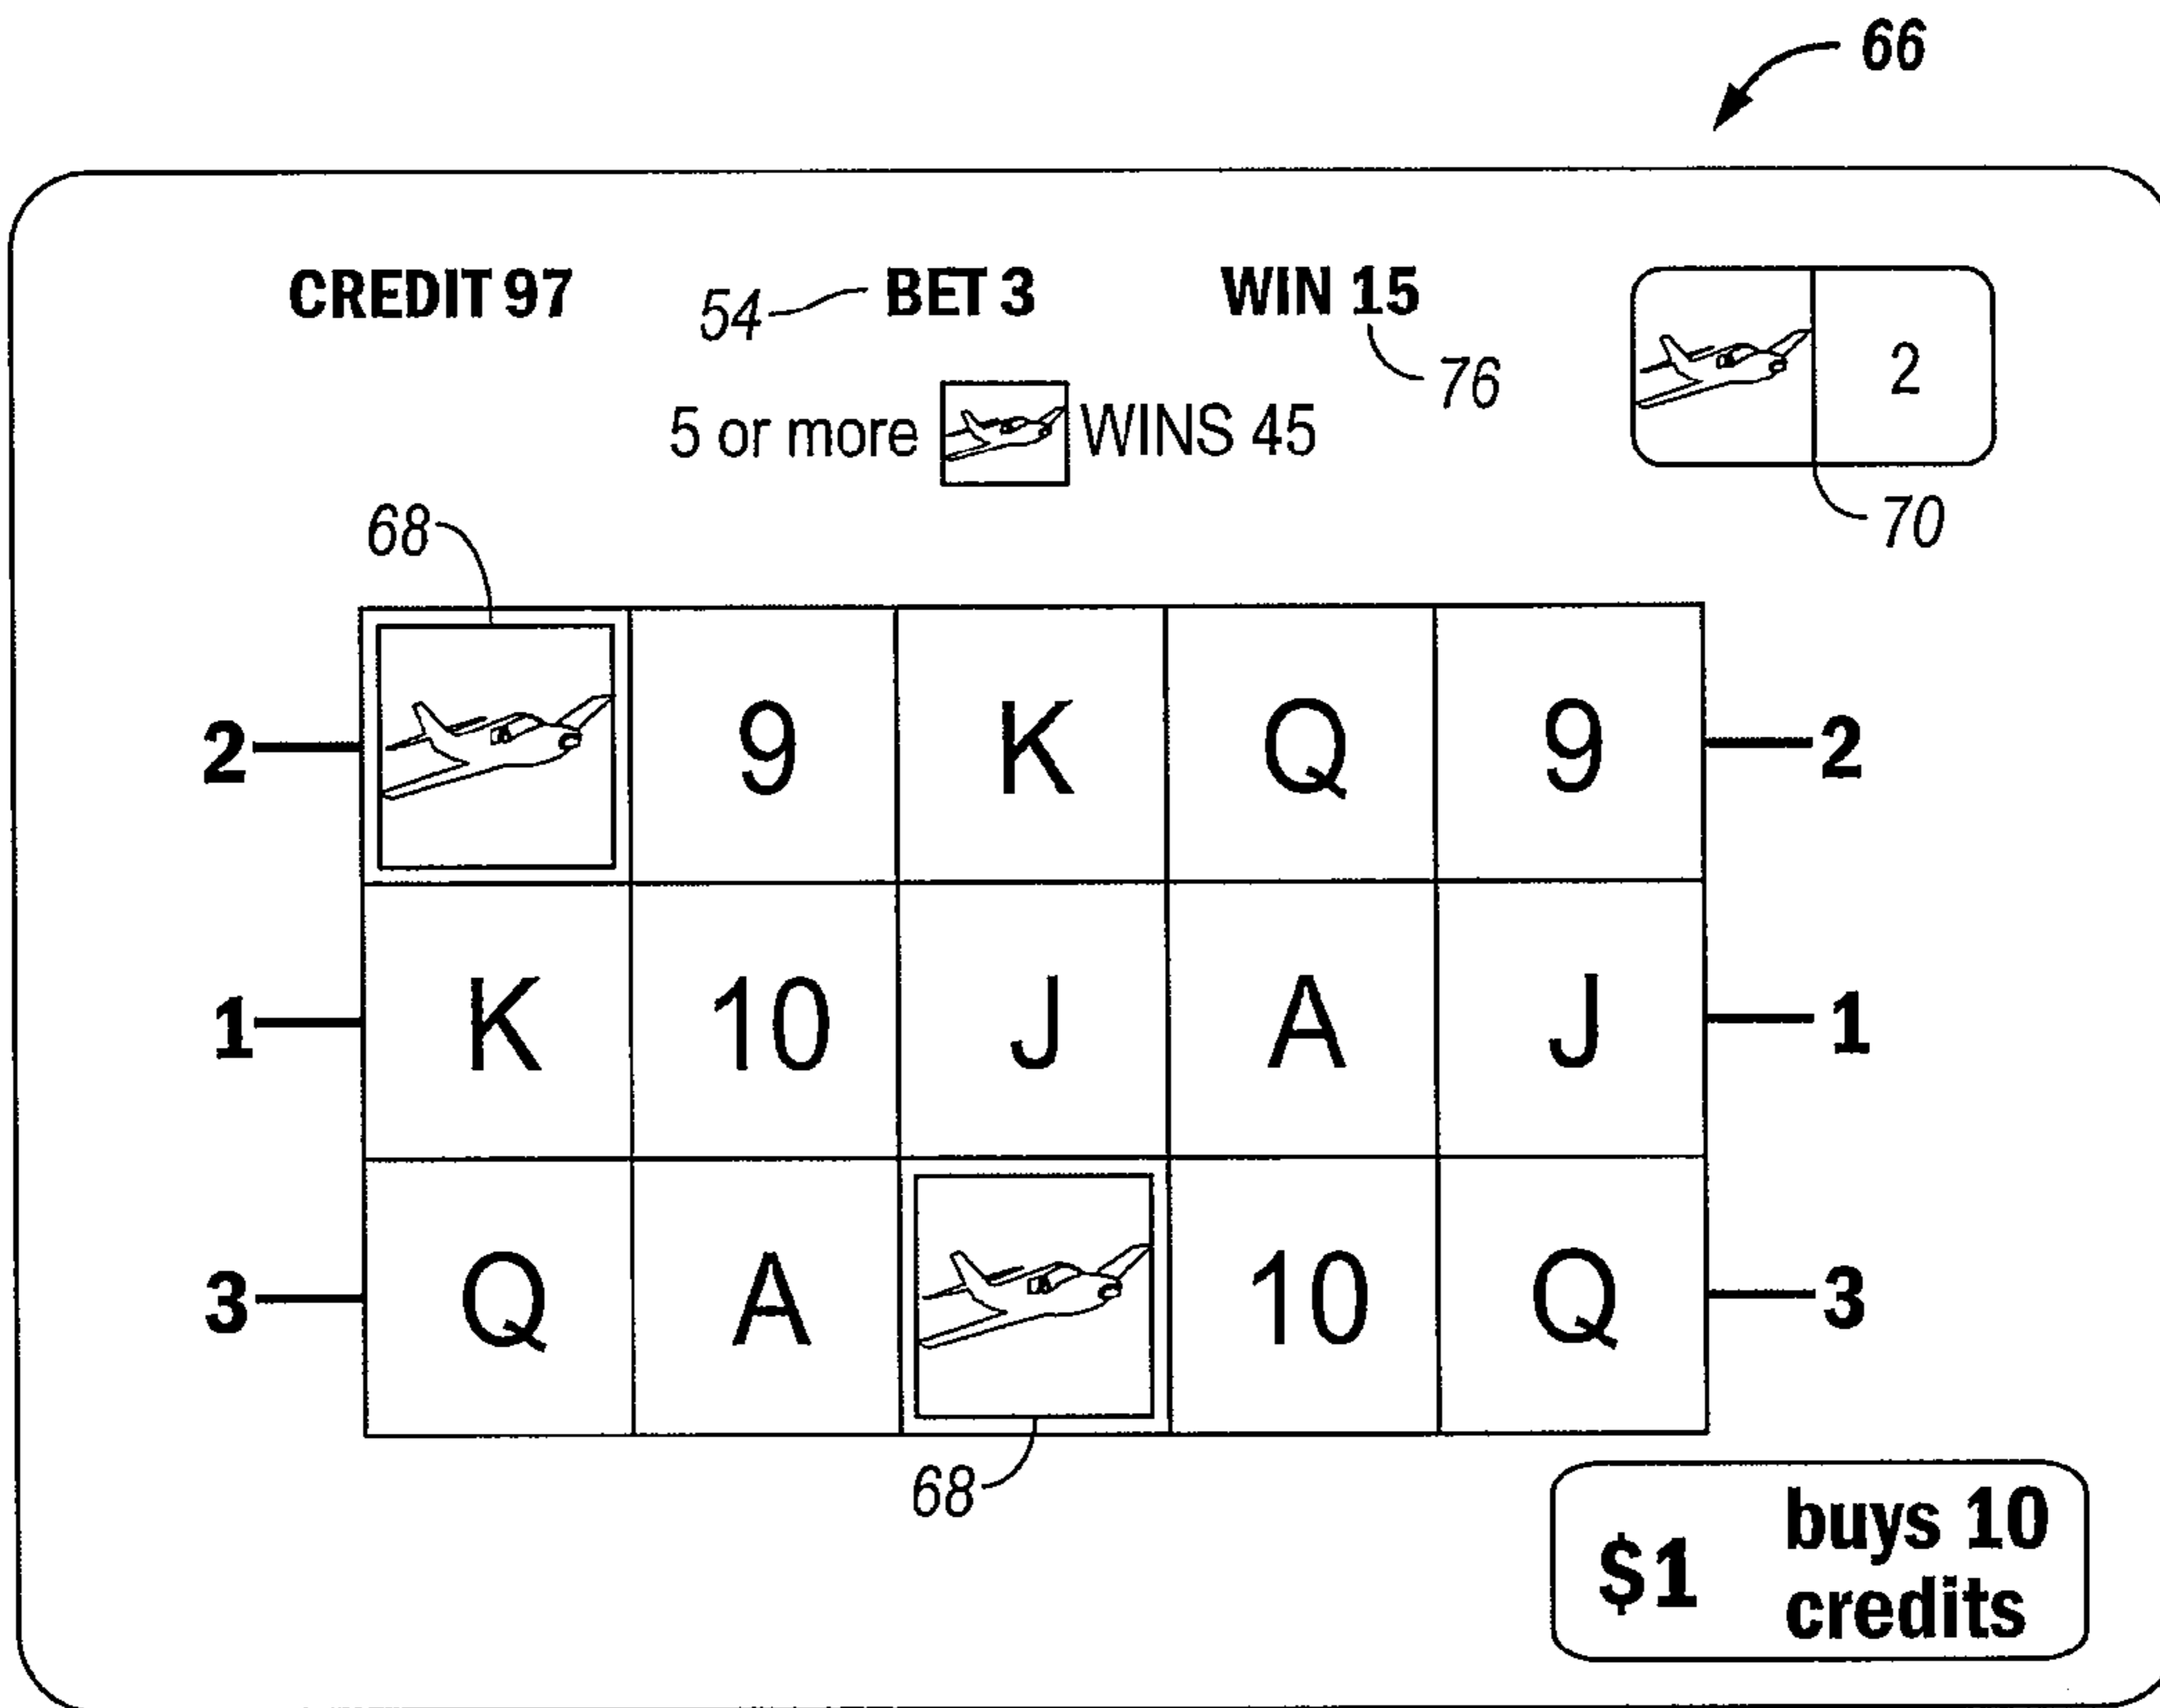 66
CREDIT 97 54 BET 3 WIN 15
76
2
5 or more WINS 45
70
68
2 9 K Q 9 2
1 K 10 J A J 1
3 Q A 10 Q 3
68
$1 buys 10
credits